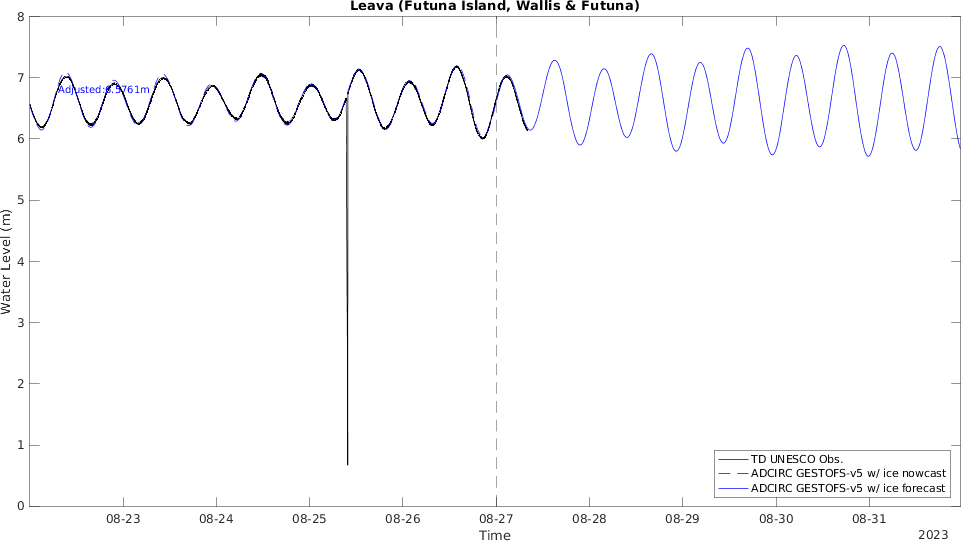 Leava (Futuna Island, Wallis & Futuna)
8
7
6
5
4
3
2
1
0
Water Level (m)
Adjusted:6.5761m
TD UNESCO Obs.
ADCIRC GESTOFS-v5 w/ ice nowcast
ADCIRC GESTOFS-v5 w/ ice forecast
08-23 08-24 08-25 08-26 08-27 08-28 08-29 08-30 08-31
Time
2023